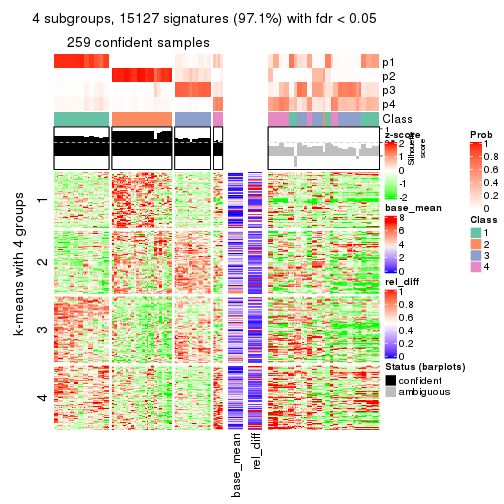 4 subgroups, 15127 signatures (97.1%) with fdr < 0.05
259 confident samples
p1
p2
p3
p4
Class
1
Silhouette
score
z-score
2
1
0
-1
-2
base_mean
8
6
4
2
0
rel_diff
1
0.8
0.6
0.4
0.2
0
Status (barplots)
confident
ambiguous
Prob
1
0.8
0.6
0.4
0.2
0
Class
1
2
3
4
k-means with 4 groups
1
2
3
4
base_mean
rel_diff